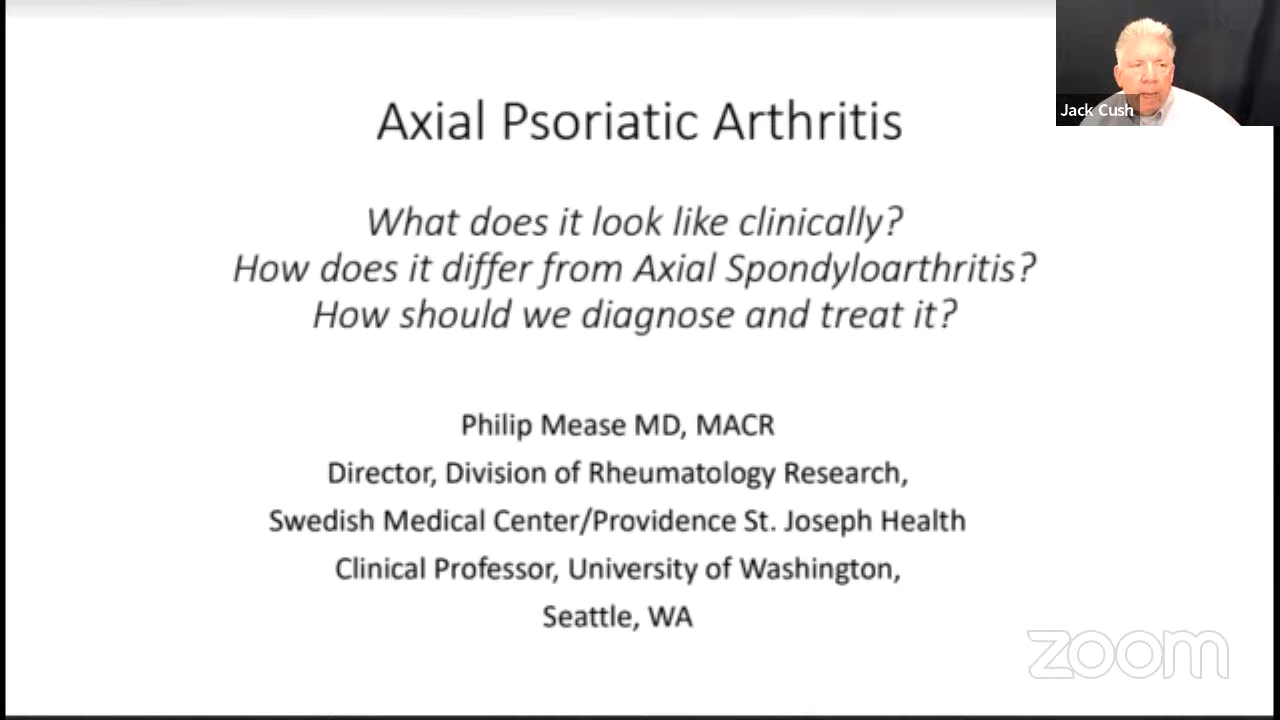 Axial Psoriatic Arthritis
What does it look like clinically?
How does it differ from Axial Spondyloarthritis?
How should we diagnose and treat it?
Philip Mease MD, MACR
Director, Division of Rheumatology Research,
Swedish Medical Center/Providence St. Joseph Health
Clinical Professor, University of Washington,
Seattle, WA
Jack Cush
zoom